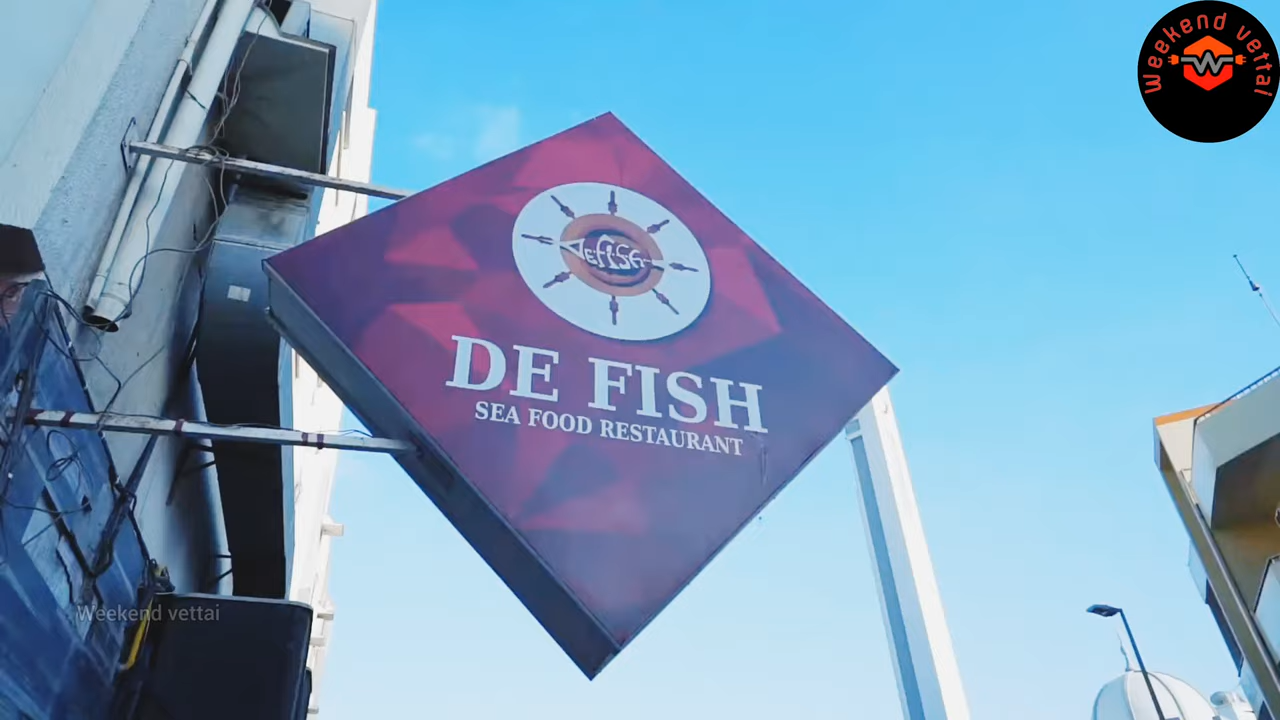 Weekend vettai
W
DeFish
DE FISH
SEA FOOD RESTAURANT
Weekend vettai